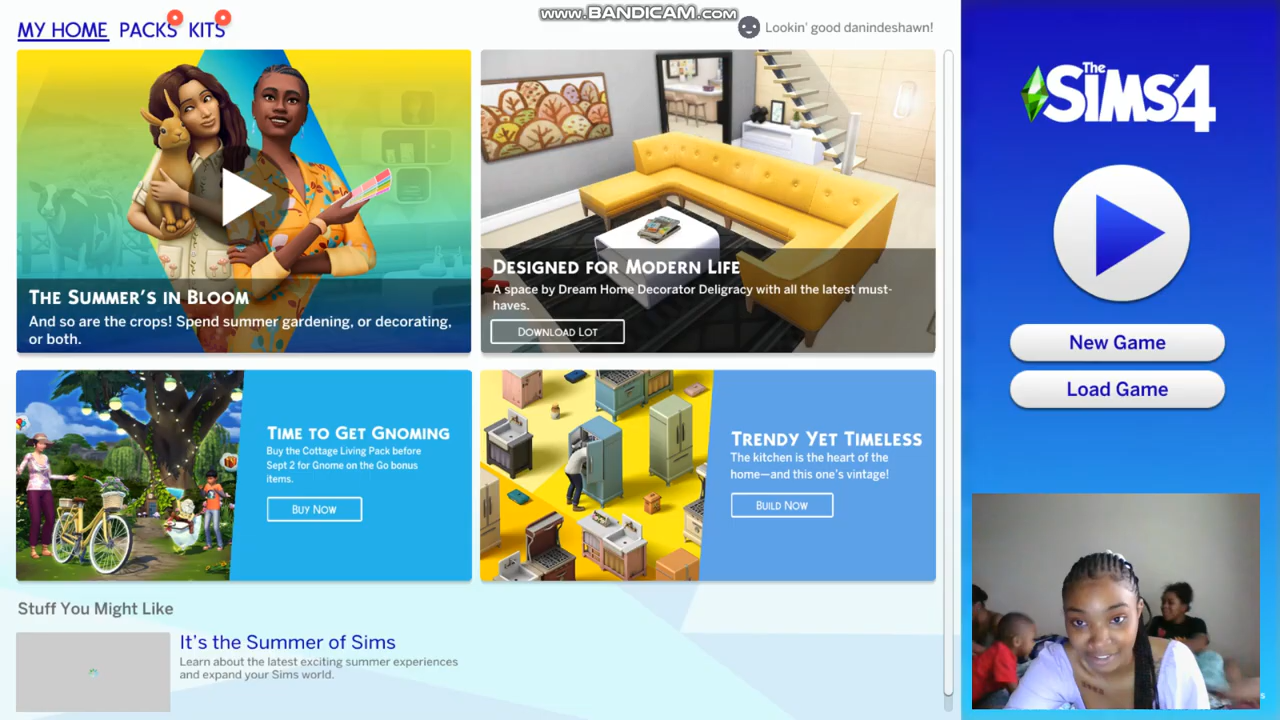 www.BANDICAM.com
MY HOME PACKS KITS
Lookin' good danindeshawn!
THE SUMMER'S IN BLOOM
And so are the crops! Spend summer gardening, or decorating,
or both.
DESIGNED FOR MODERN LIFE
A space by Dream Home Decorator Deligracy with all the latest must-
haves.
DOWNLOAD LOT
TIME TO GET GNOMING
Buy the Cottage Living Pack before
Sept 2 for Gnome on the Go bonus
items.
BUY NOW
TRENDY YET TIMELESS
The kitchen is the heart of the
home—and this one's vintage!
BUILD NOW
Stuff You Might Like
It's the Summer of Sims
Learn about the latest exciting summer experiences
and expand your Sims world.
The SIMS 4
New Game
Load Game